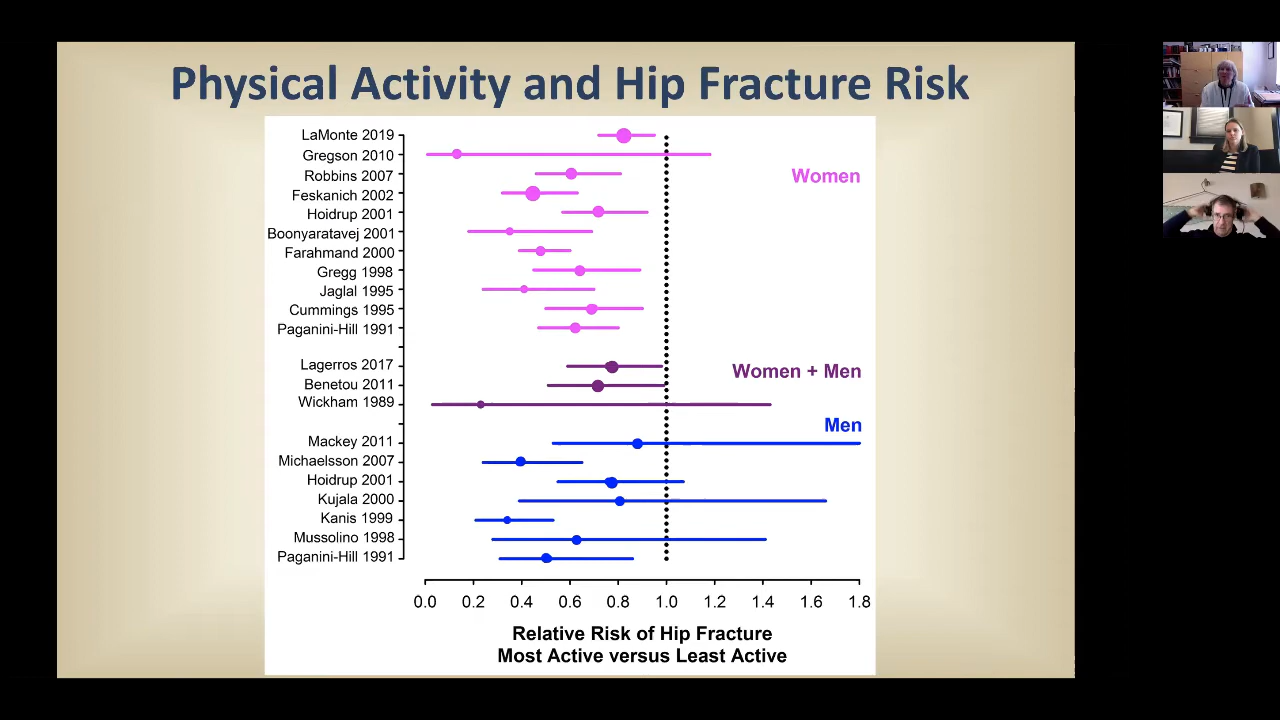 Physical Activity and Hip Fracture Risk
LaMonte 2019
Gregson 2010
Robbins 2007
Women
Feskanich 2002
Hoidrup 2001
Boonyaratavej 2001
Farahmand 2000
Gregg 1998
Jaglal 1995
Cummings 1995
Paganini-Hill 1991
Lagerros 2017
Women + Men
Benetou 2011
Wickham 1989
Men
Mackey 2011
Michaelsson 2007
Hoidrup 2001
Kujala 2000
Kanis 1999
Mussolino 1998
Paganini-Hill 1991
0.0 0.2 0.4 0.6 0.8 1.0 1.2 1.4 1.6 1.8
Relative Risk of Hip Fracture
Most Active versus Least Active